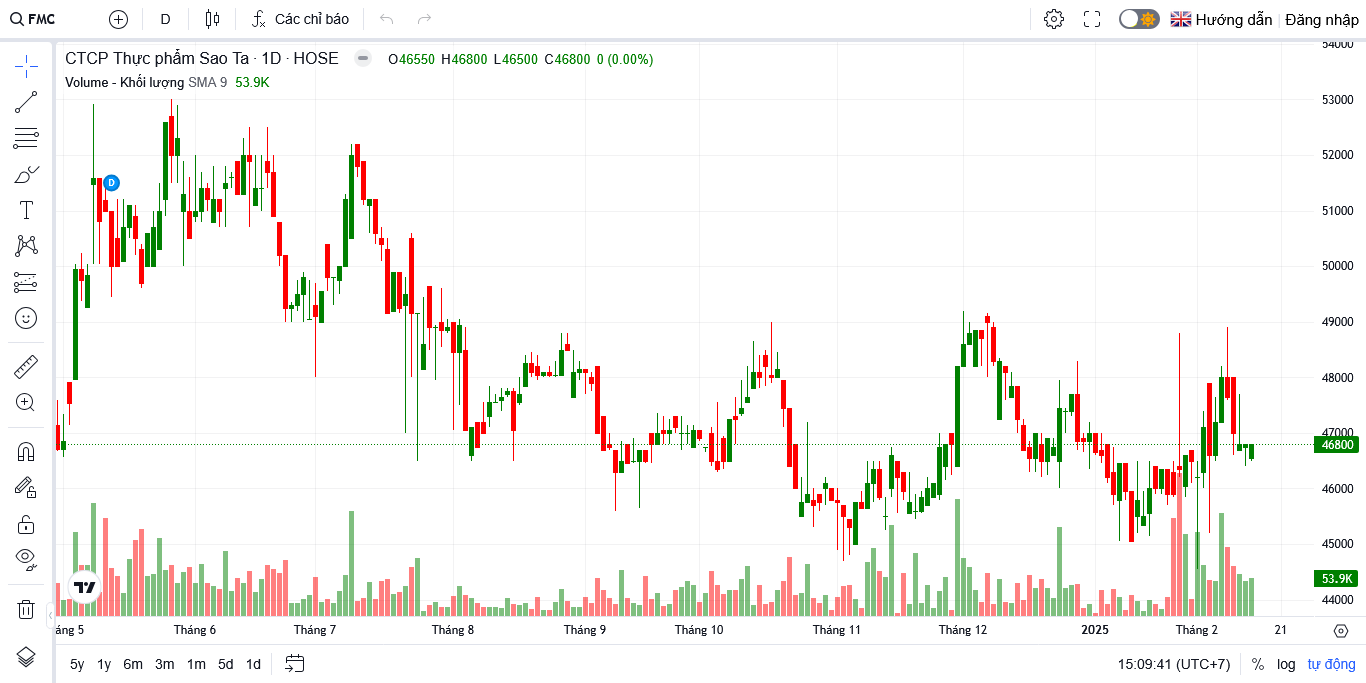 FMC D Các chỉ báo Hướng dẫn Đăng nhập
CTCP Thực phẩm Sao Ta · 1D · HOSE O46550 H46800 L46500 C46800 0 (0.00%)
Volume - Khối lượng SMA 9 53.9K
54000
53000
52000
D
51000
50000
49000
48000
47000
46800
46000
45000
53.9K
44000
áng 5 Tháng 6 Tháng 7 Tháng 8 Tháng 9 Tháng 10 Tháng 11 Tháng 12 2025 Tháng 2 21
5y 1y 6m 3m 1m 5d 1d 15:09:41 (UTC+7) % log tự động